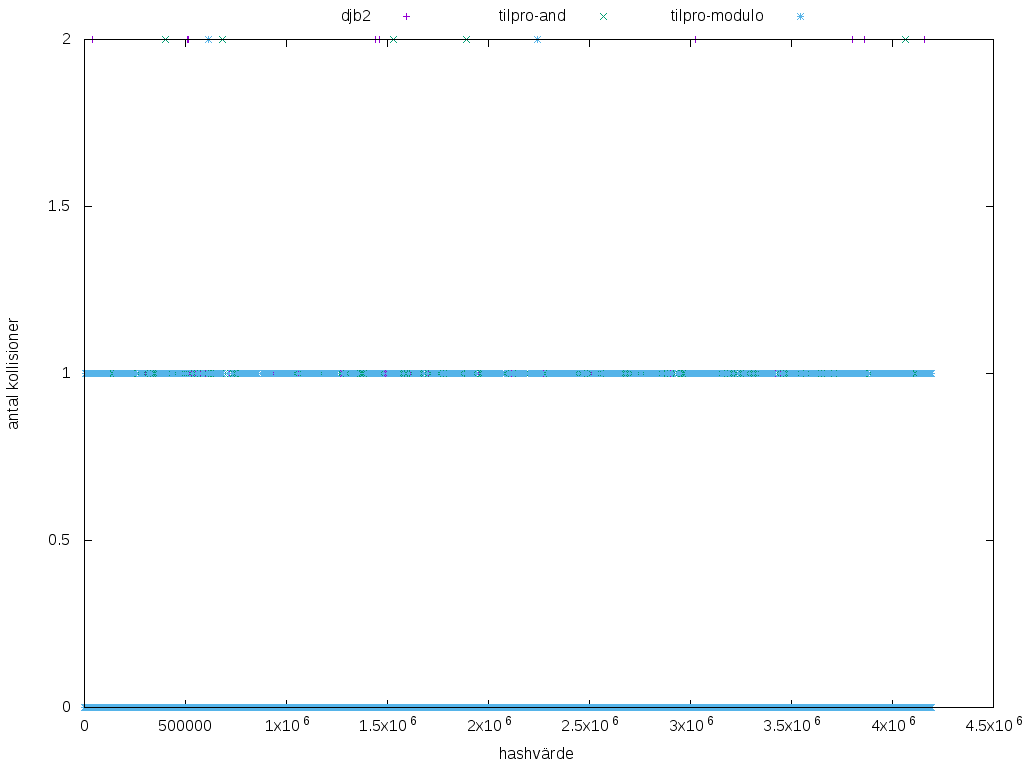 djb2 tilpro-and tilpro-modulo
2
1.5
1
0.5
0
0 500000 1x10^6 1.5x10^6 2x10^6 2.5x10^6 3x10^6 3.5x10^6 4x10^6 4.5x10^6
antal kollisioner
hashvärde